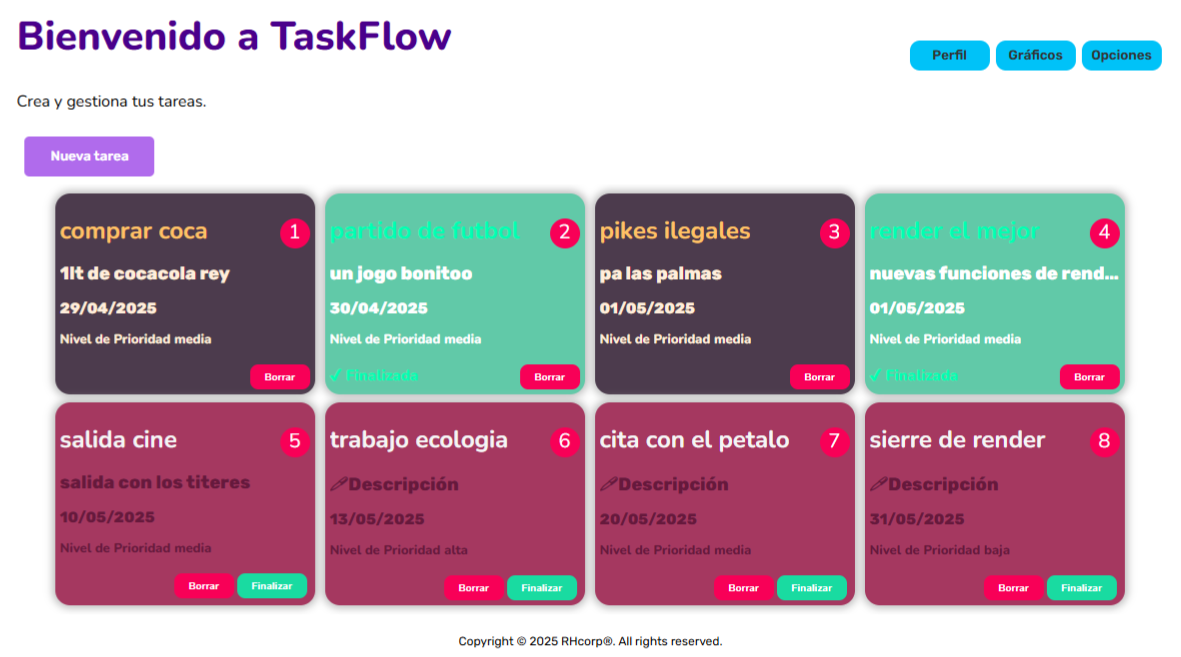 Bienvenido a TaskFlow
Perfil
Gráficos
Opciones
Crea y gestiona tus tareas.
Nueva tarea
comprar coca
1
1lt de cocacola rey
29/04/2025
Nivel de Prioridad media
Borrar
partido de futbol
2
un jogo bonitoo
30/04/2025
Nivel de Prioridad media
✓ Finalizada
Borrar
pikes ilegales
3
pa las palmas
01/05/2025
Nivel de Prioridad media
Borrar
render el mejor
4
nuevas funciones de rend...
01/05/2025
Nivel de Prioridad media
✓ Finalizada
Borrar
salida cine
5
salida con los titeres
10/05/2025
Nivel de Prioridad media
Borrar
Finalizar
trabajo ecologia
6
Descripción
13/05/2025
Nivel de Prioridad alta
Borrar
Finalizar
cita con el petalo
7
Descripción
20/05/2025
Nivel de Prioridad media
Borrar
Finalizar
sierre de render
8
Descripción
31/05/2025
Nivel de Prioridad baja
Borrar
Finalizar
Copyright © 2025 RHcorp®. All rights reserved.